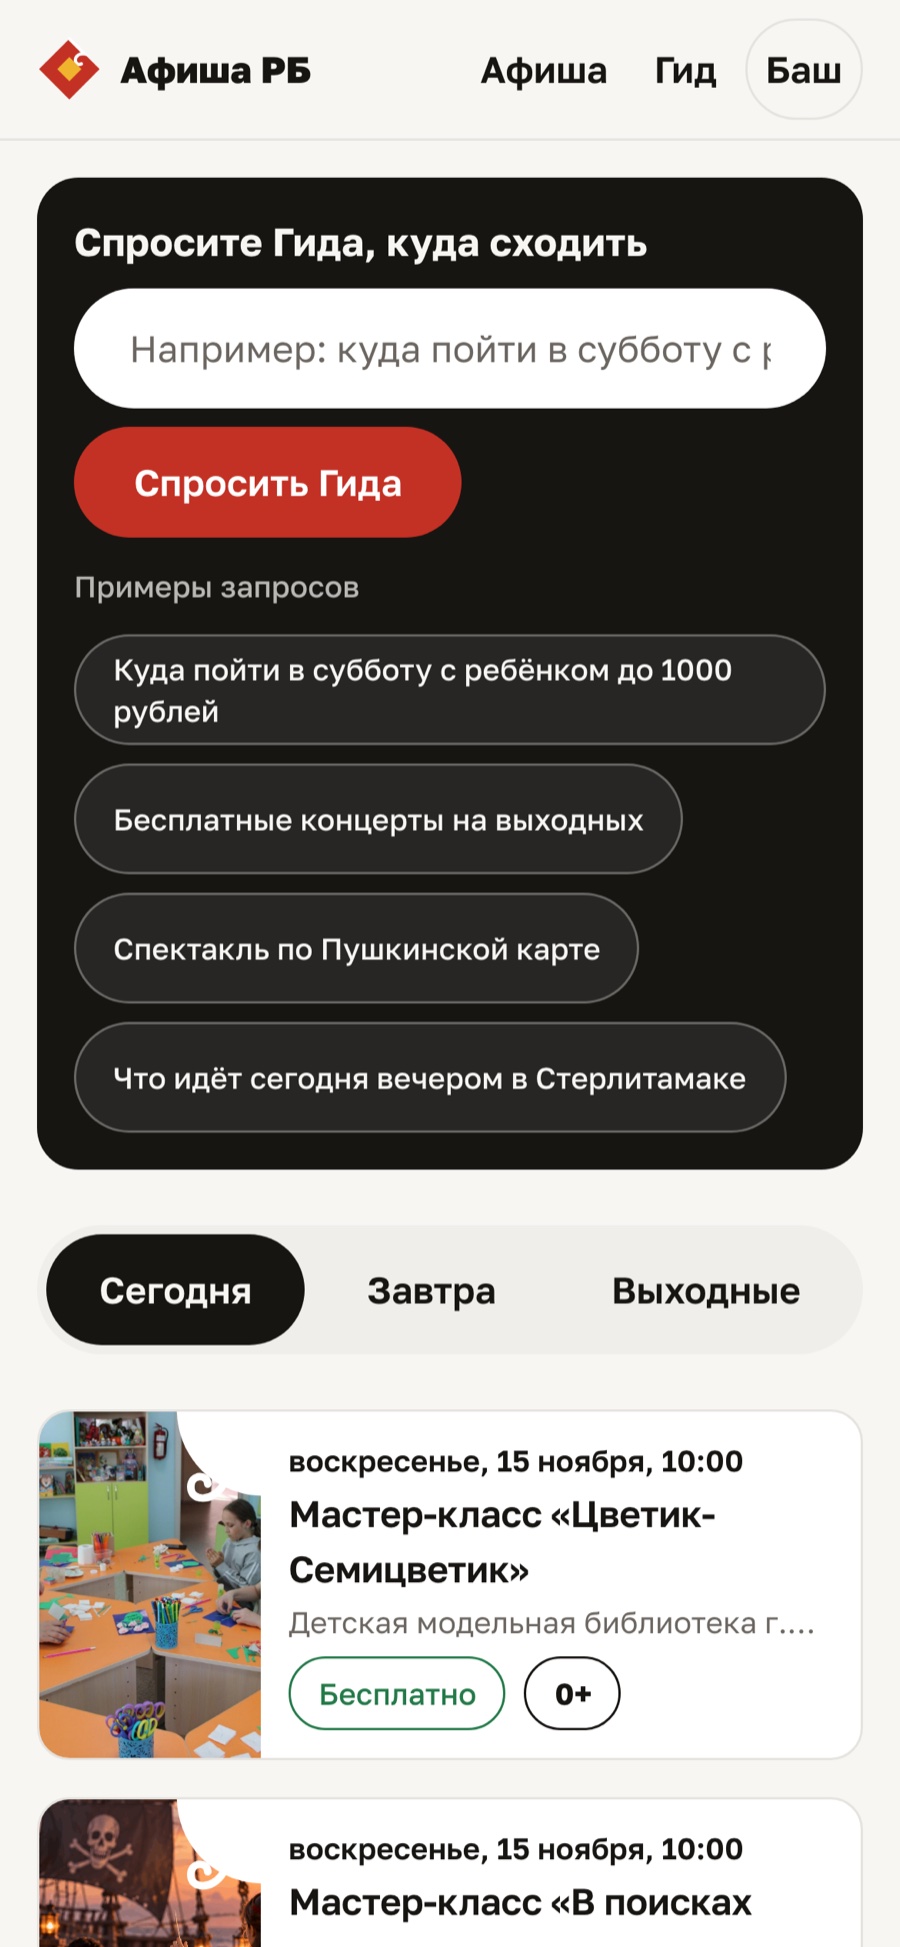 Афиша РБ
Афиша
Гид
Баш
Спросите Гида, куда сходить
Например: куда пойти в субботу с р
Спросить Гида
Примеры запросов
Куда пойти в субботу с ребёнком до 1000
рублей
Бесплатные концерты на выходных
Спектакль по Пушкинской карте
Что идёт сегодня вечером в Стерлитамаке
Сегодня
Завтра
Выходные
воскресенье, 15 ноября, 10:00
Мастер-класс «Цветик-
Семицветик»
Детская модельная библиотека г....
Бесплатно
0+
воскресенье, 15 ноября, 10:00
Мастер-класс «В поисках